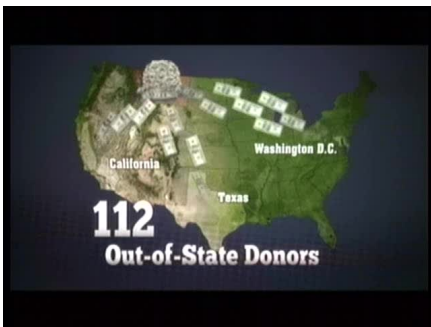 California
Washington D.C.
Texas
112
Out-of-State Donors